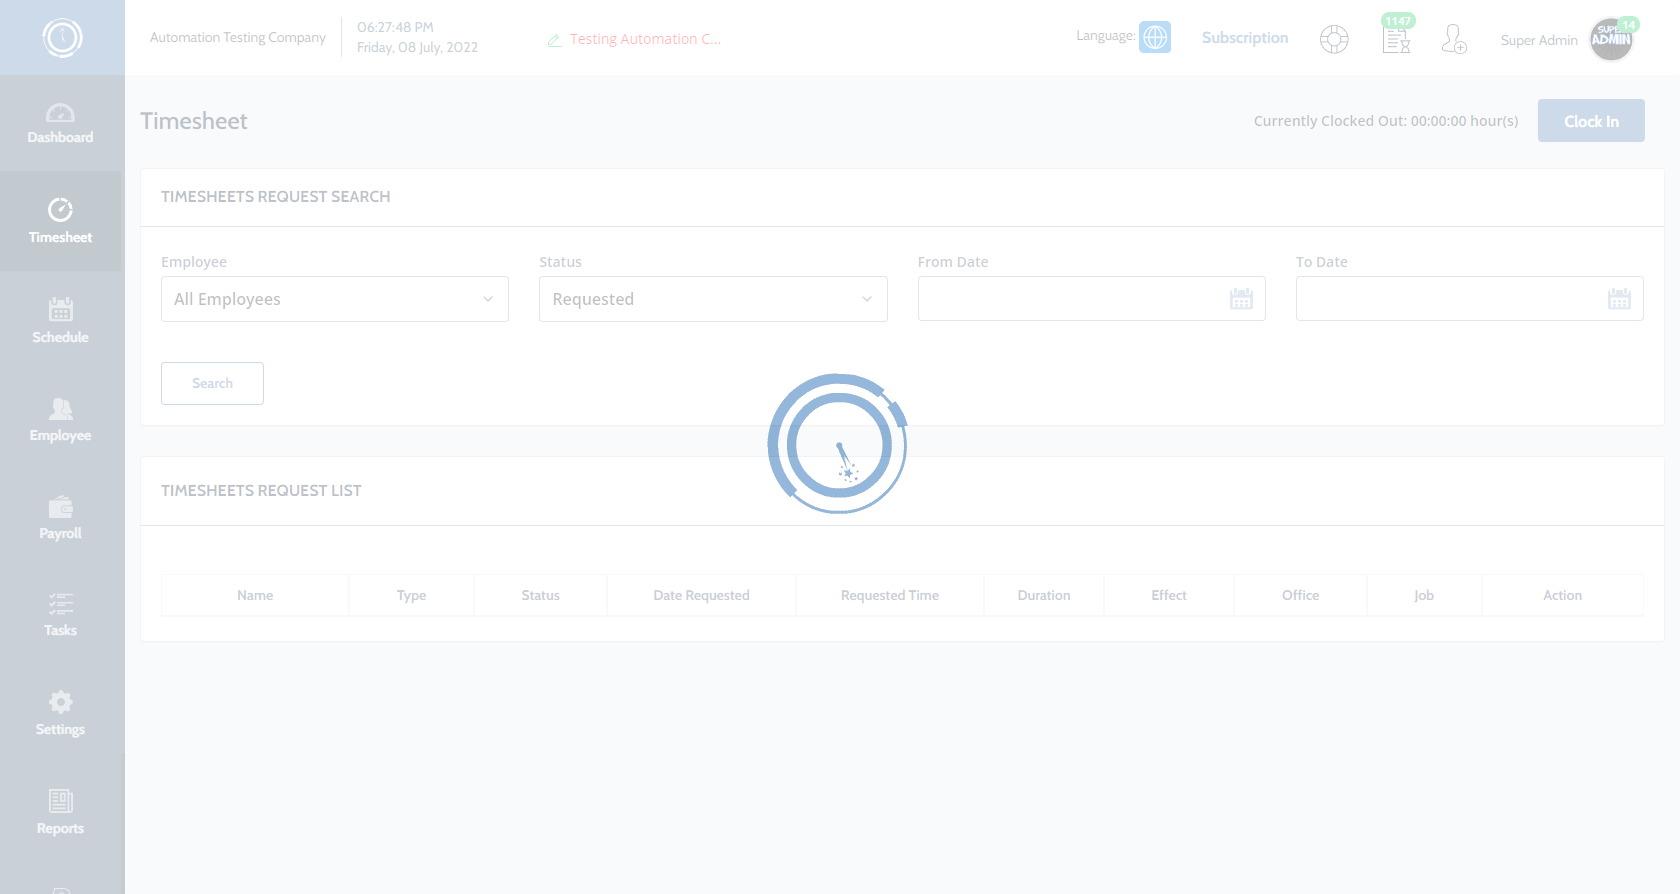 Automation Testing Company
06:27:48 PM
Friday, 08 July, 2022
Testing Automation C...
Language:
Subscription
1147
Super Admin
14
SUPER
ADMIN
Dashboard
Timesheet
Schedule
Employee
Payroll
Tasks
Settings
Reports
Timesheet
Currently Clocked Out: 00:00:00 hour(s)
Clock In
TIMESHEETS REQUEST SEARCH
Employee
Status
From Date
To Date
All Employees
Requested
Search
TIMESHEETS REQUEST LIST
Name
Type
Status
Date Requested
Requested Time
Duration
Effect
Office
Job
Action